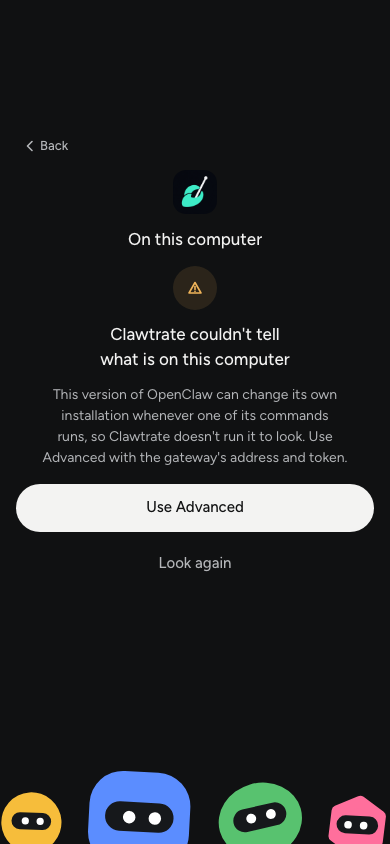 Back
On this computer
Clawtrate couldn't tell
what is on this computer
This version of OpenClaw can change its own
installation whenever one of its commands
runs, so Clawtrate doesn't run it to look. Use
Advanced with the gateway's address and token.
Use Advanced
Look again